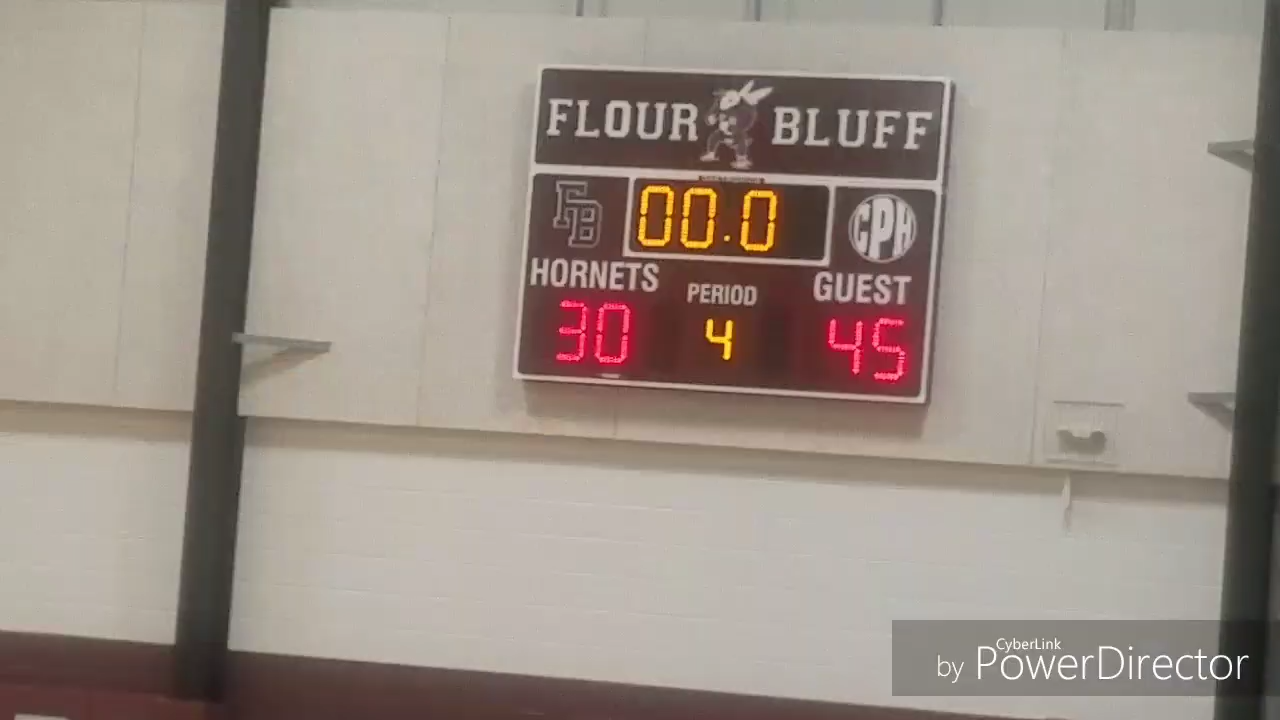 FLOUR BLUFF
FB 00.0 CPH
HORNETS PERIOD GUEST
30 4 45
CyberLink
by PowerDirector